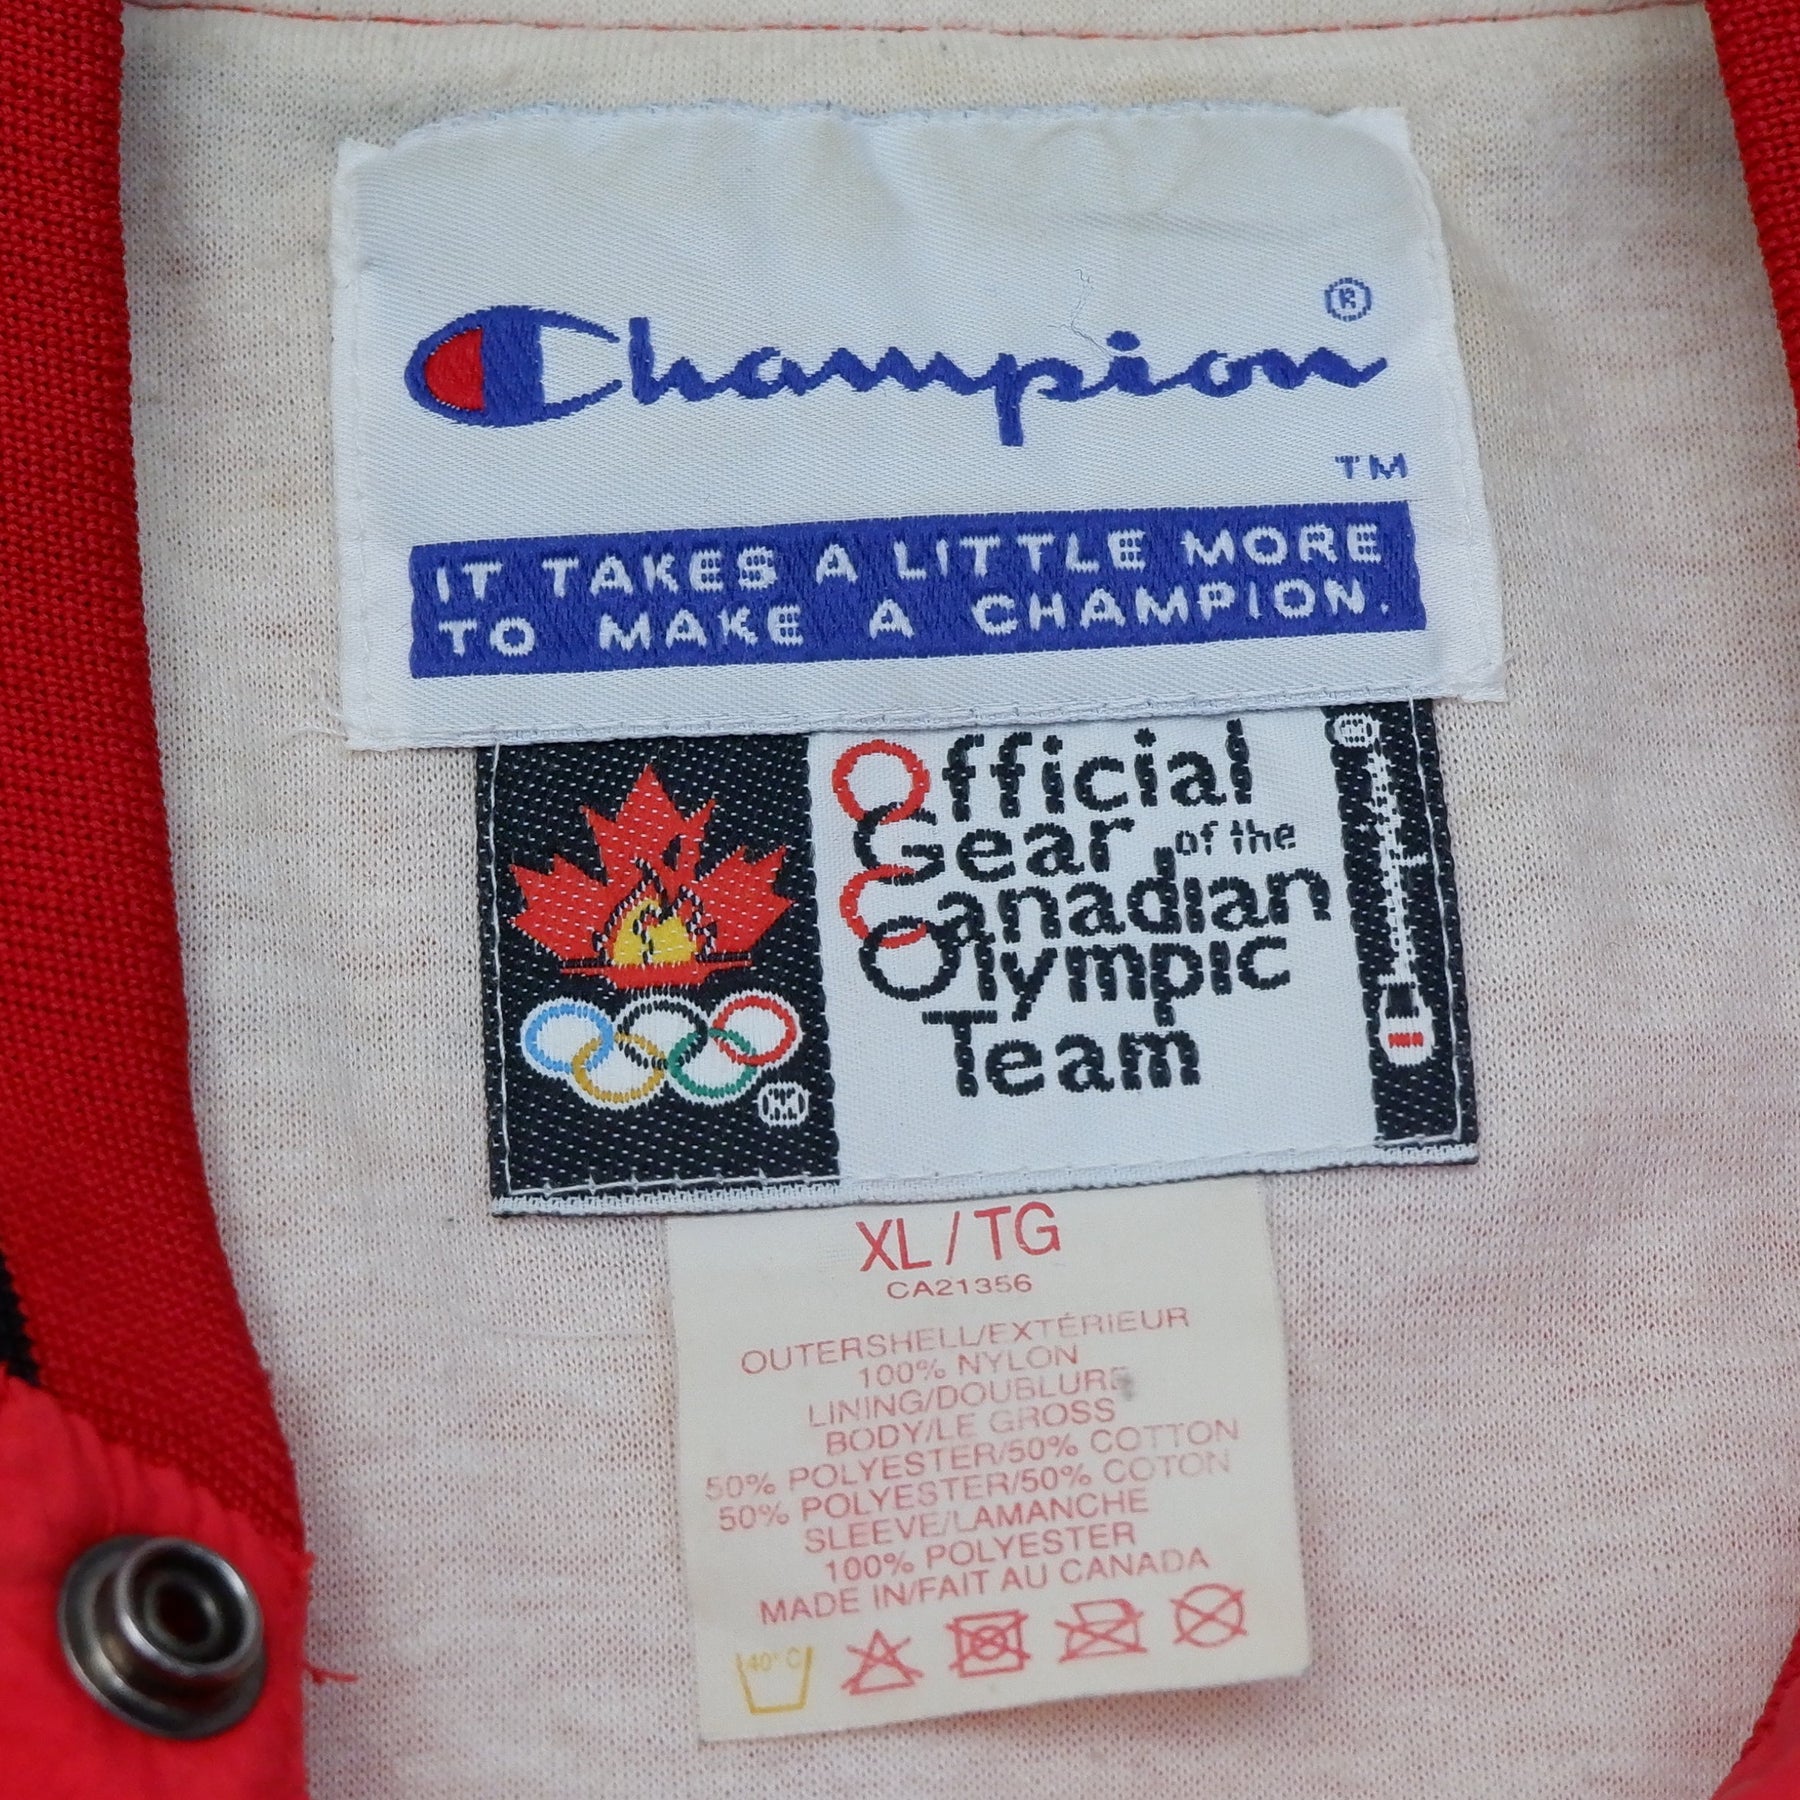 Champion ®
TM
IT TAKES A LITTLE MORE
TO MAKE A CHAMPION.
Official
Gear of the
Canadian
Olympic
Team
XL / TG
CA21356
OUTERSHELL/EXTÉRIEUR
100% NYLON
LINING/DOUBLURE
BODY/LE GROSS
50% POLYESTER/50% COTTON
50% POLYESTER/50% COTON
SLEEVE/LAMANCHE
100% POLYESTER
MADE IN/FAIT AU CANADA
40° C